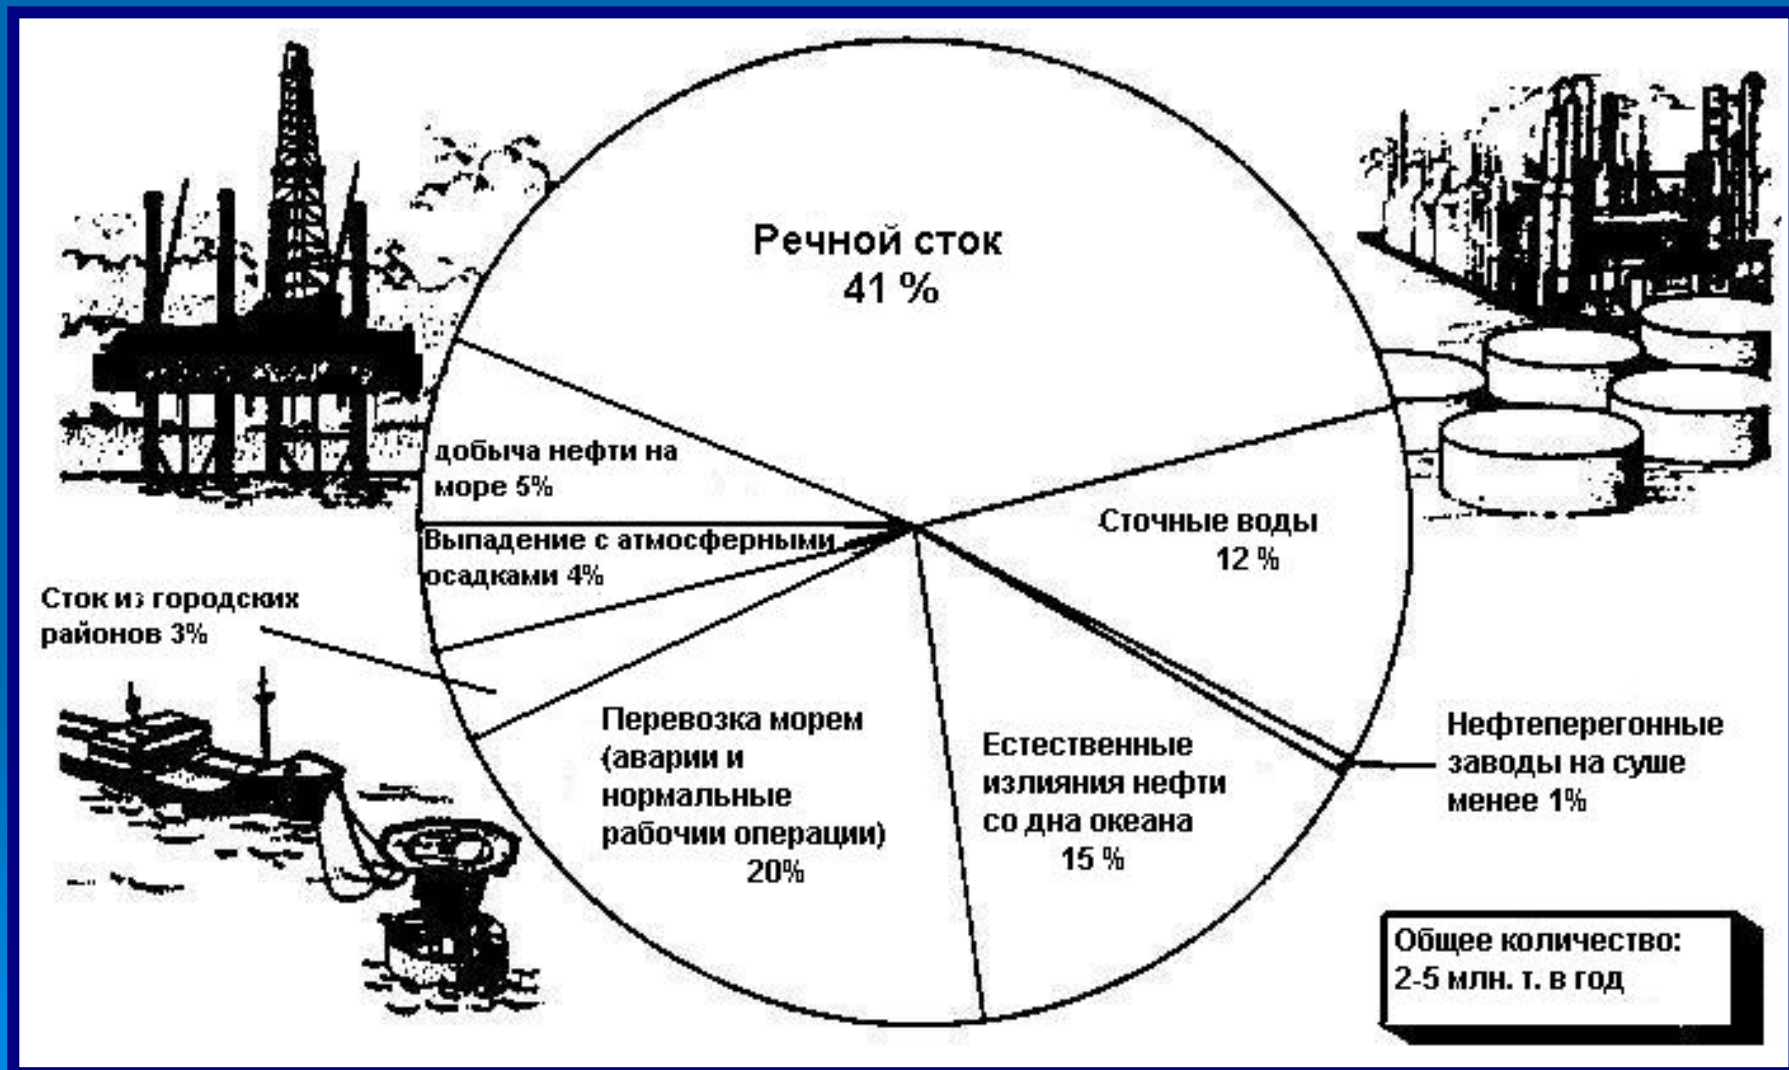 Речной сток
41 %
добыча нефти на
море 5%
Выпадение с атмосферными
осадками 4%
Сток из городских
районов 3%
Сточные воды
12 %
Перевозка морем
(аварии и
нормальные
рабочии операции)
20%
Естественные
излияния нефти
со дна океана
15 %
Нефтеперегонные
заводы на суше
менее 1%
Общее количество:
2-5 млн. т. в год